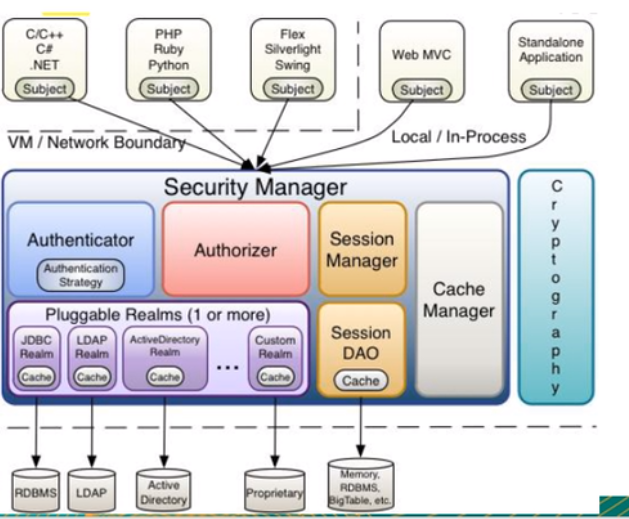 C/C++
C#
.NET
Subject
PHP
Ruby
Python
Subject
Flex
Silverlight
Swing
Subject
Web MVC
Subject
Standalone
Application
Subject
VM / Network Boundary
Local / In-Process
Security Manager
Authenticator
Authentication
Strategy
Authorizer
Session
Manager
Cache
Manager
Cryptography
Pluggable Realms (1 or more)
JDBC
Realm
Cache
LDAP
Realm
Cache
ActiveDirectory
Realm
Cache
...
Custom
Realm
Cache
Session
DAO
Cache
RDBMS
LDAP
Active
Directory
Proprietary
Memory,
RDBMS,
BigTable, etc.